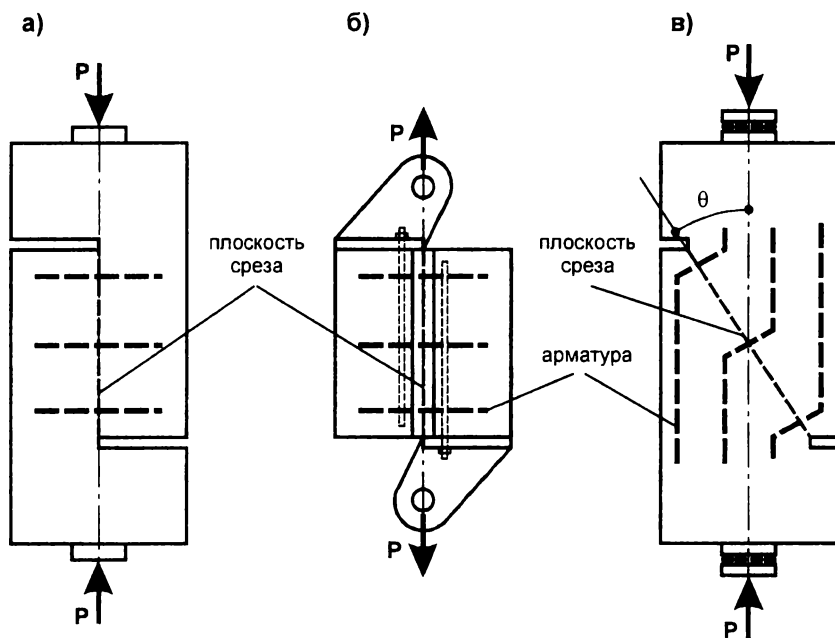 а)
б)
в)
P
P
P
θ
плоскость
среза
плоскость
среза
арматура
P
P
P